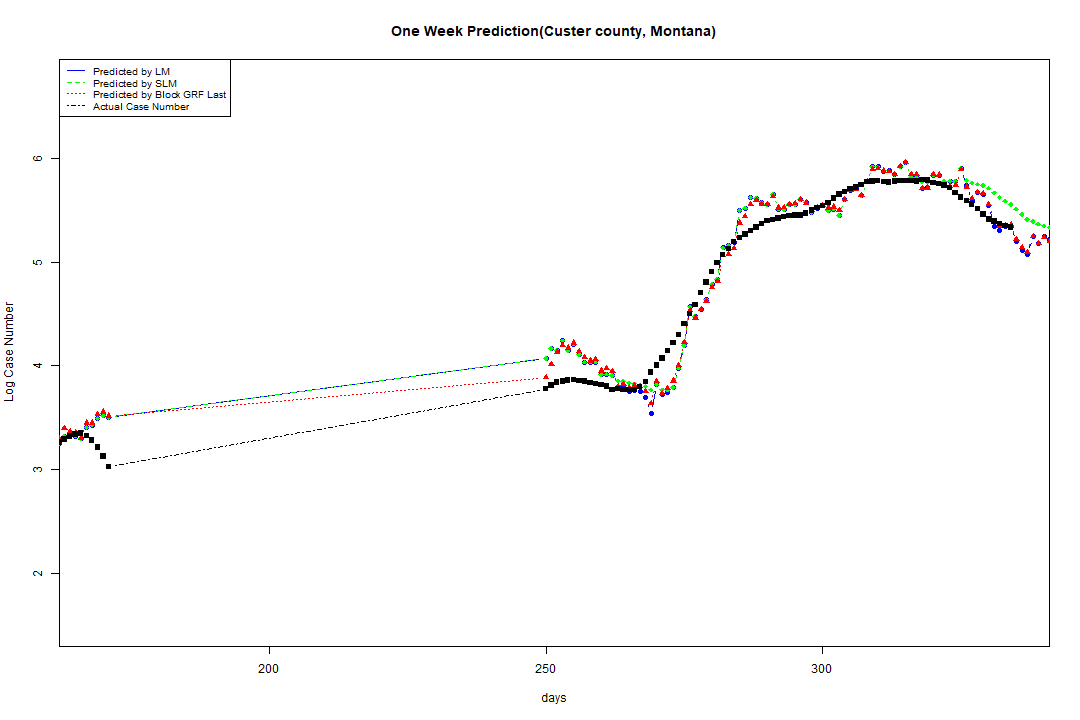 One Week Prediction(Custer county, Montana)
Predicted by LM
Predicted by SLM
Predicted by Block GRF Last
Actual Case Number
6
5
4
3
2
Log Case Number
200 250 300
days